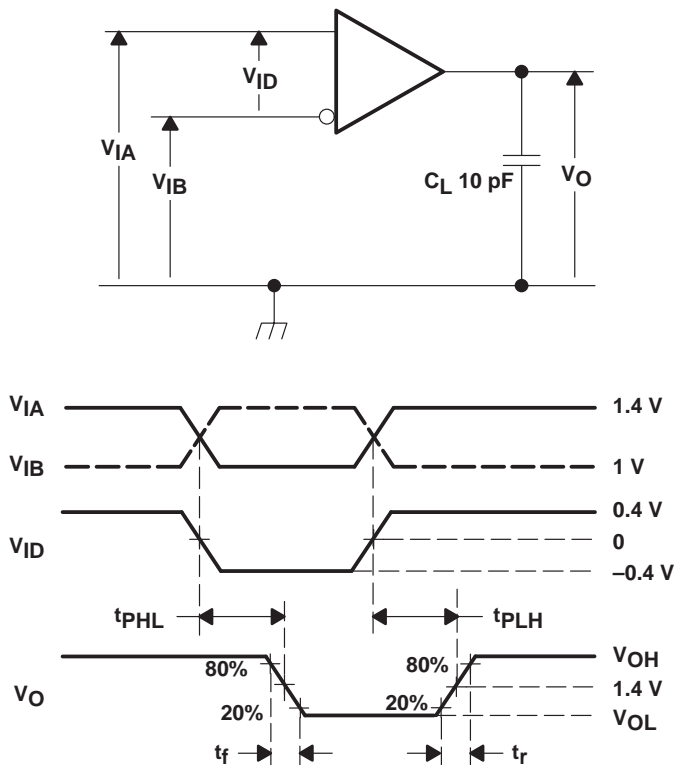 VID
VIA
VIB
CL 10 pF
VO
VIA
1.4 V
VIB
1 V
0.4 V
VID
0
–0.4 V
tPHL
tPLH
80%
80%
VOH
VO
1.4 V
20%
20%
VOL
tf
tr